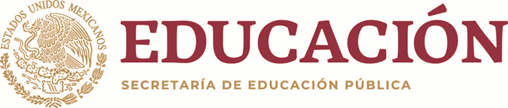 ESTADOS UNIDOS MEXICANOS
EDUCACIÓN
SECRETARÍA DE EDUCACIÓN PÚBLICA